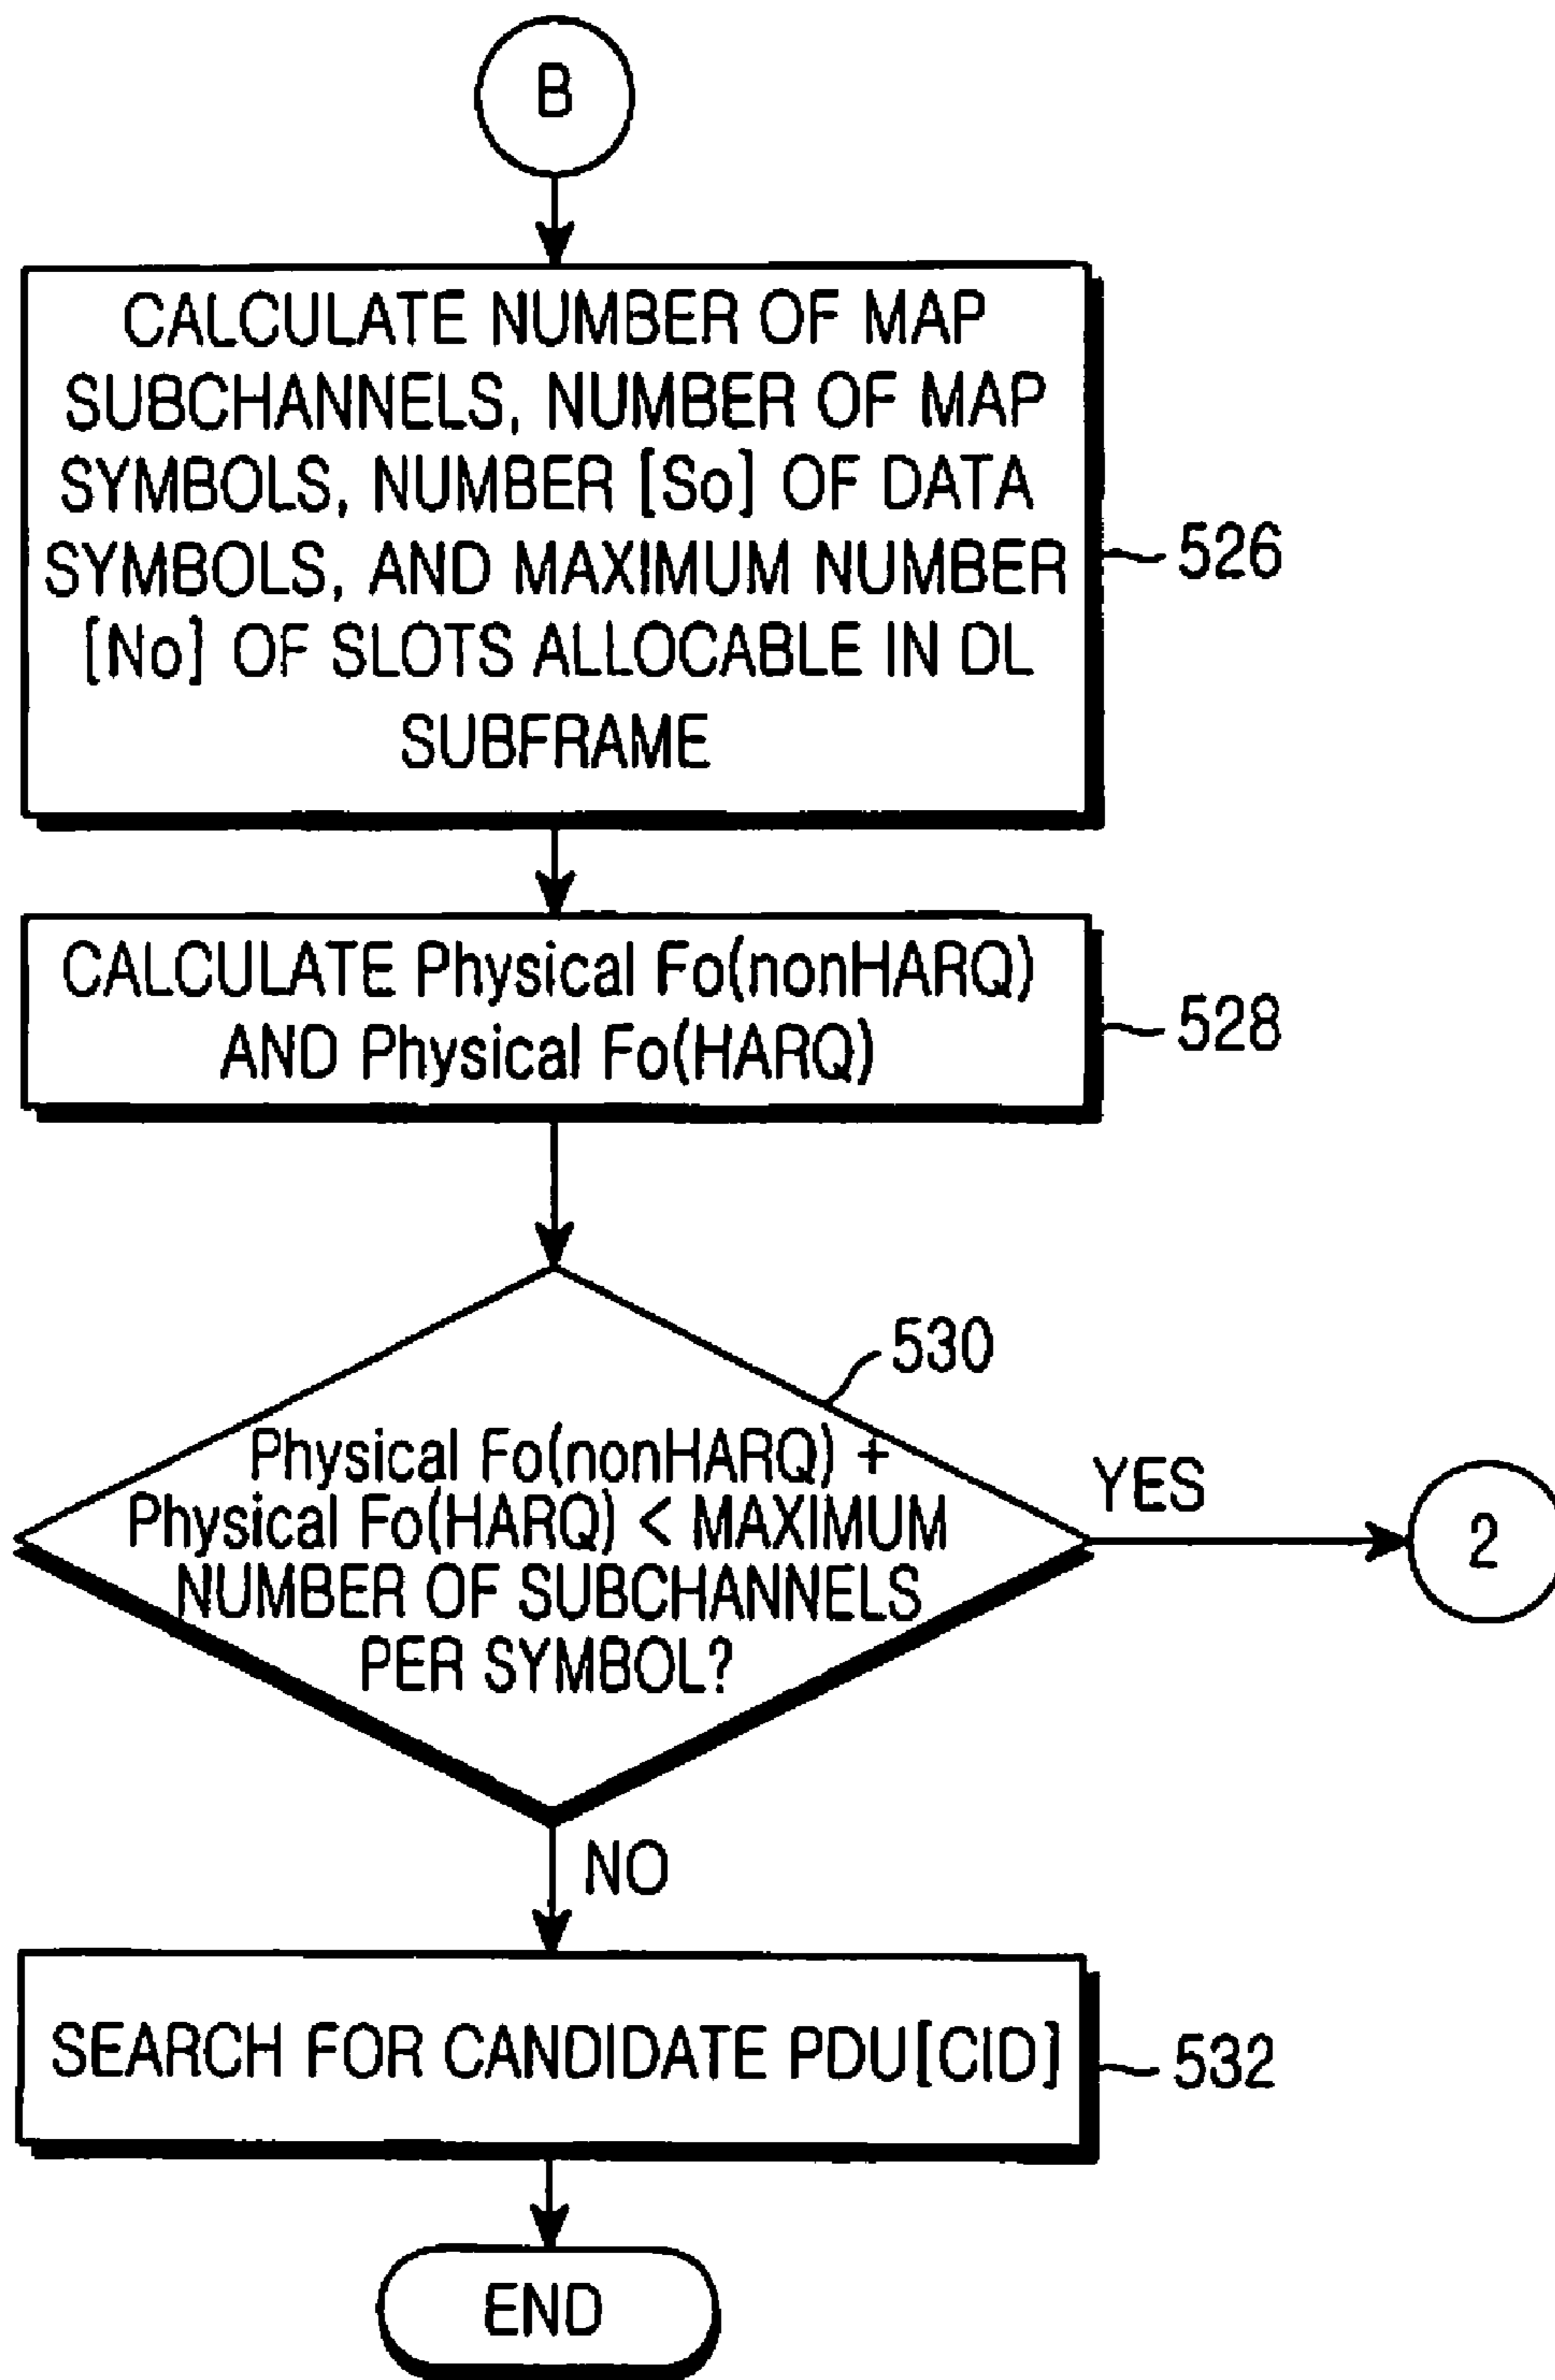 B
CALCULATE NUMBER OF MAP
SUBCHANNELS, NUMBER OF MAP
SYMBOLS, NUMBER [So] OF DATA
SYMBOLS, AND MAXIMUM NUMBER
[No] OF SLOTS ALLOCABLE IN DL
SUBFRAME
526
CALCULATE Physical Fo(nonHARQ)
AND Physical Fo(HARQ)
528
530
Physical Fo(nonHARQ) +
Physical Fo(HARQ) < MAXIMUM
NUMBER OF SUBCHANNELS
PER SYMBOL?
YES
2
NO
SEARCH FOR CANDIDATE PDU[CID]
532
END